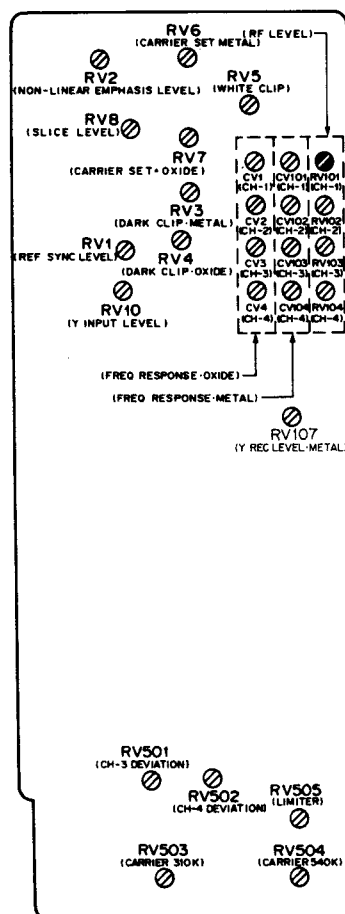 RV6
(CARRIER SET METAL)
(RF LEVEL)
RV2
(NON-LINEAR EMPHASIS LEVEL)
RV5
(WHITE CLIP)
RV8
(SLICE LEVEL)
RV7
(CARRIER SET•OXIDE)
CV1
(CH-1)
CV101
(CH-1)
RV101
(CH-1)
RV3
(DARK CLIP•METAL)
CV2
(CH-2)
CV102
(CH-2)
RV102
(CH-2)
RV1
(REF SYNC LEVEL)
RV4
(DARK CLIP•OXIDE)
CV3
(CH-3)
CV103
(CH-3)
RV103
(CH-3)
RV10
(Y INPUT LEVEL)
CV4
(CH-4)
CV104
(CH-4)
RV104
(CH-4)
(FREQ RESPONSE•OXIDE)
(FREQ RESPONSE•METAL)
RV107
(Y REC LEVEL•METAL)
RV501
(CH-3 DEVIATION)
RV502
(CH-4 DEVIATION)
RV505
(LIMITER)
RV503
(CARRIER 310K)
RV504
(CARRIER 540K)